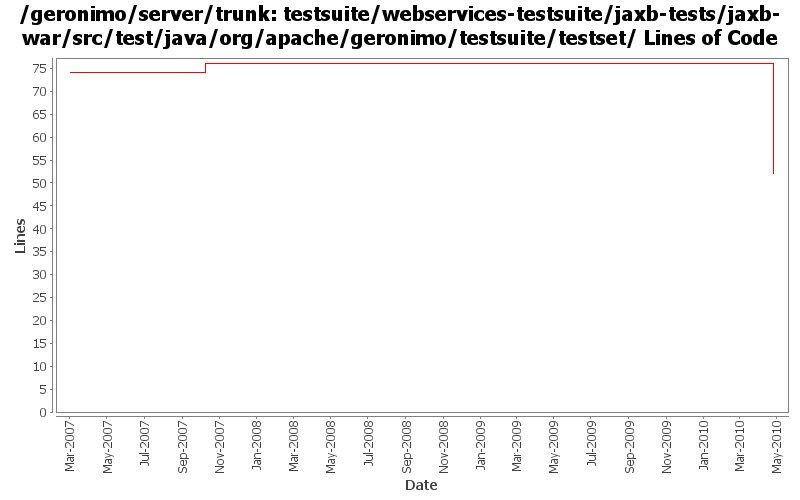 /geronimo/server/trunk: testsuite/webservices-testsuite/jaxb-tests/jaxb-
war/src/test/java/org/apache/geronimo/testsuite/testset/ Lines of Code
75
70
65
60
55
50
45
40
35
30
25
20
15
10
5
0
Lines
Mar-2007
May-2007
Jul-2007
Sep-2007
Nov-2007
Jan-2008
Mar-2008
May-2008
Jul-2008
Sep-2008
Nov-2008
Jan-2009
Mar-2009
May-2009
Jul-2009
Sep-2009
Nov-2009
Jan-2010
Mar-2010
May-2010
Date